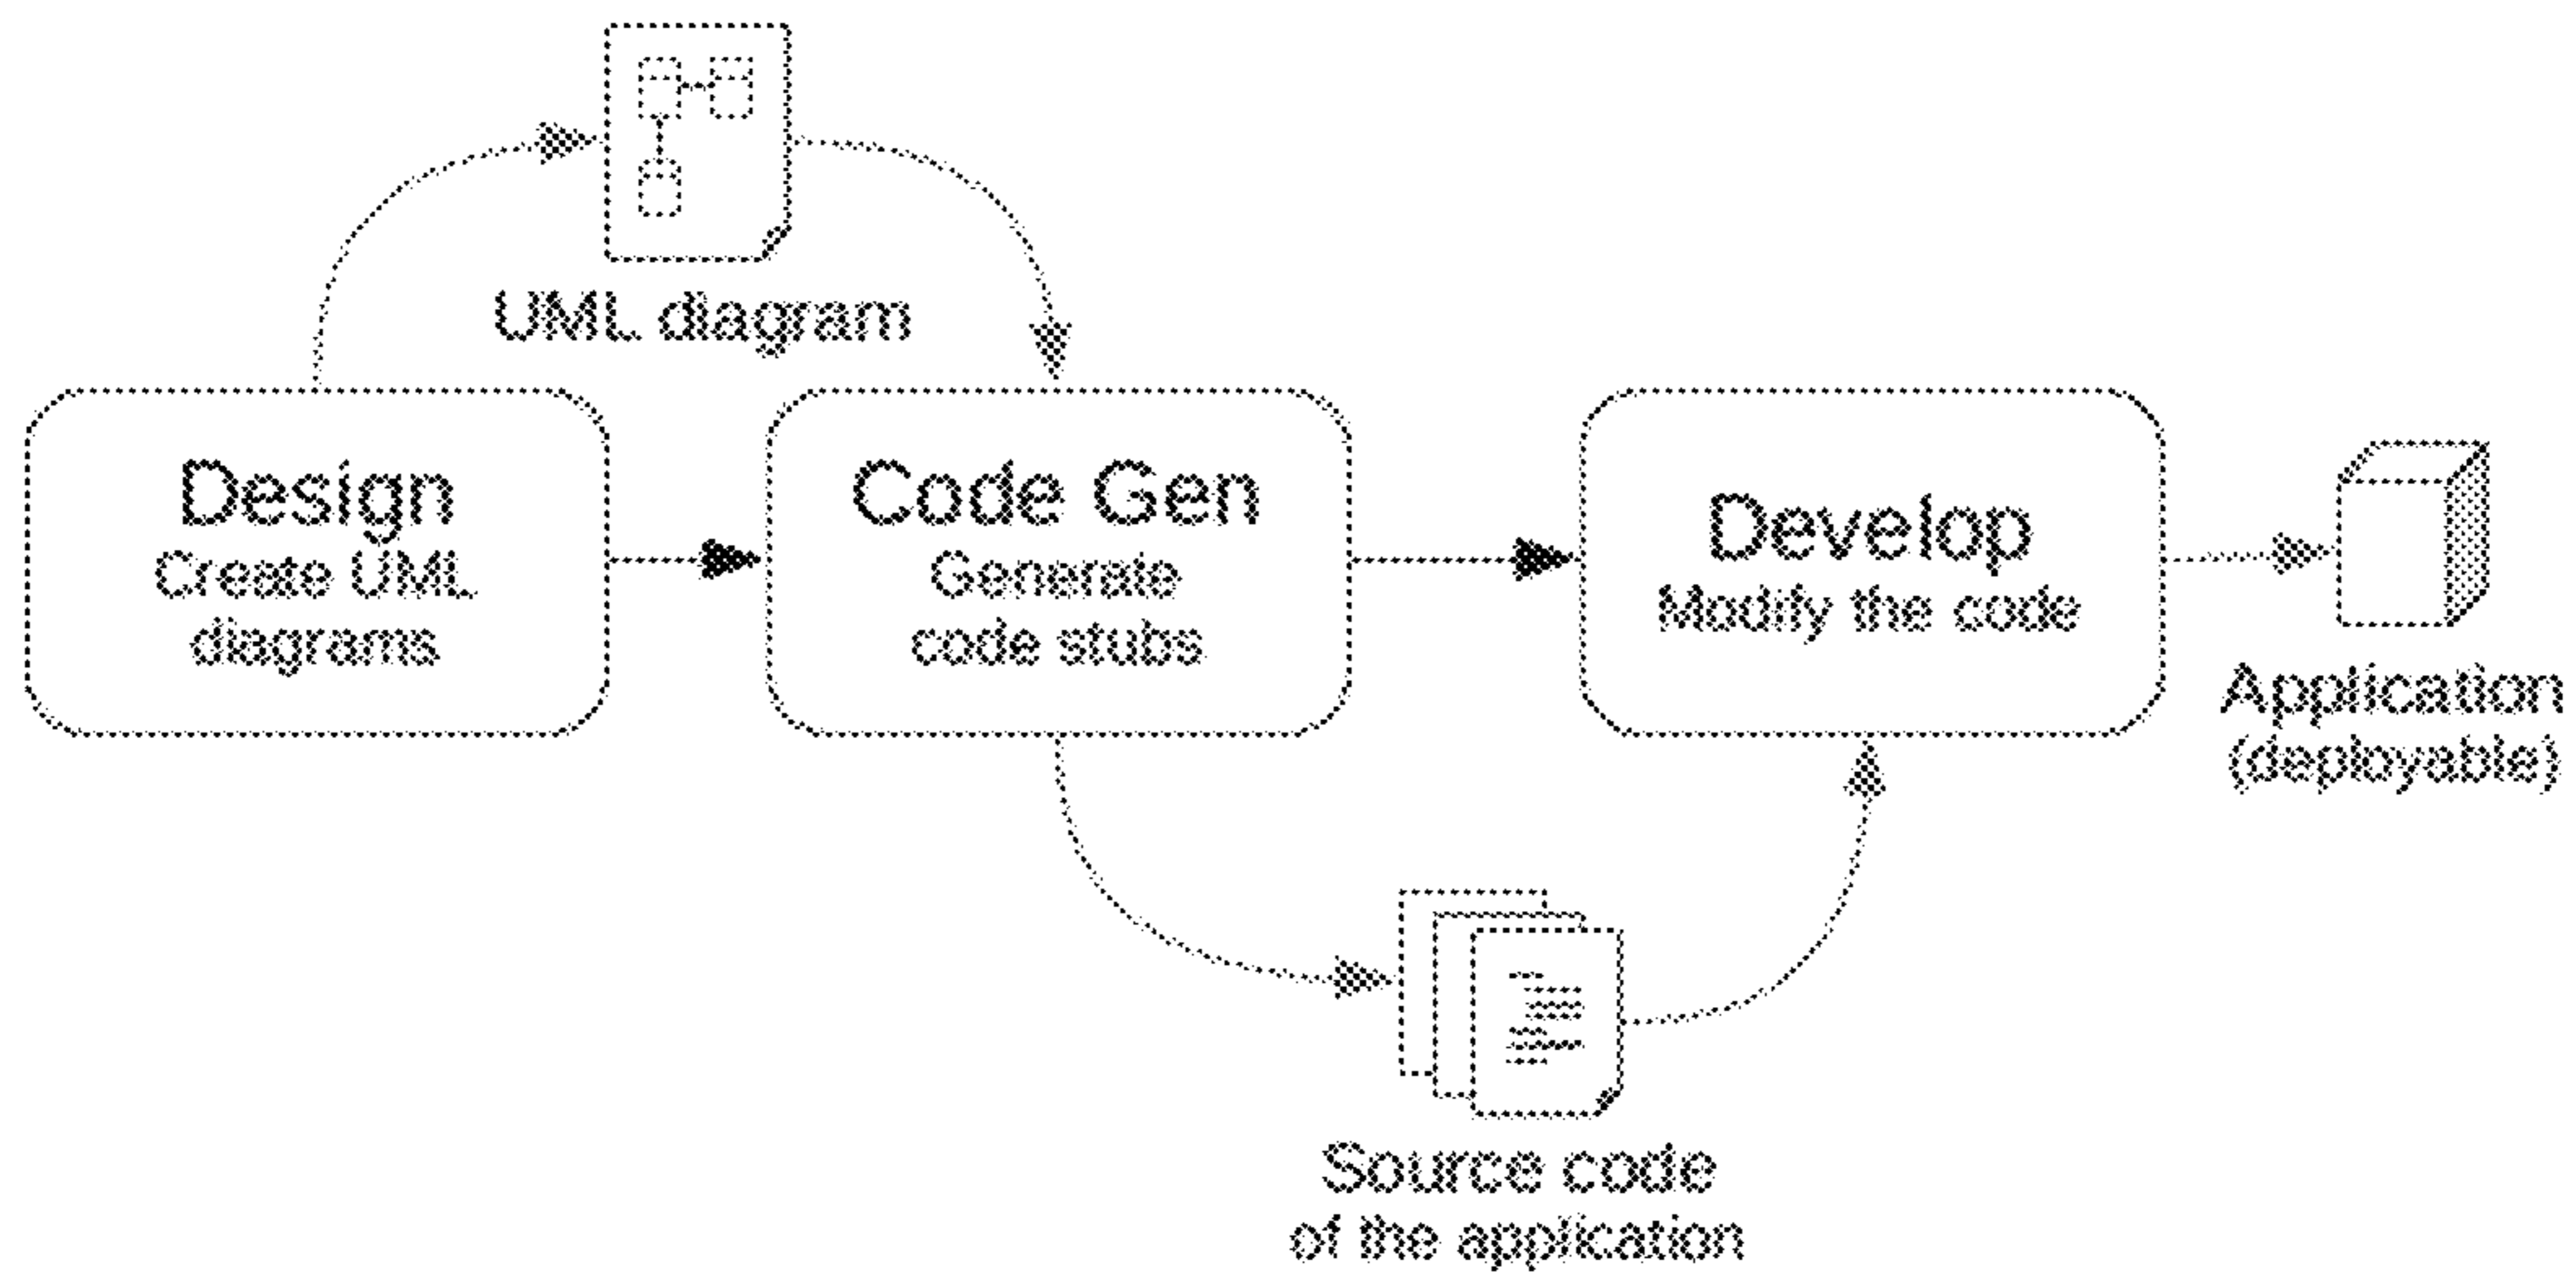 UML diagram
Design
Create UML
diagrams
Code Gen
Generate
code stubs
Develop
Modify the code
Application
(deployable)
Source code
of the application